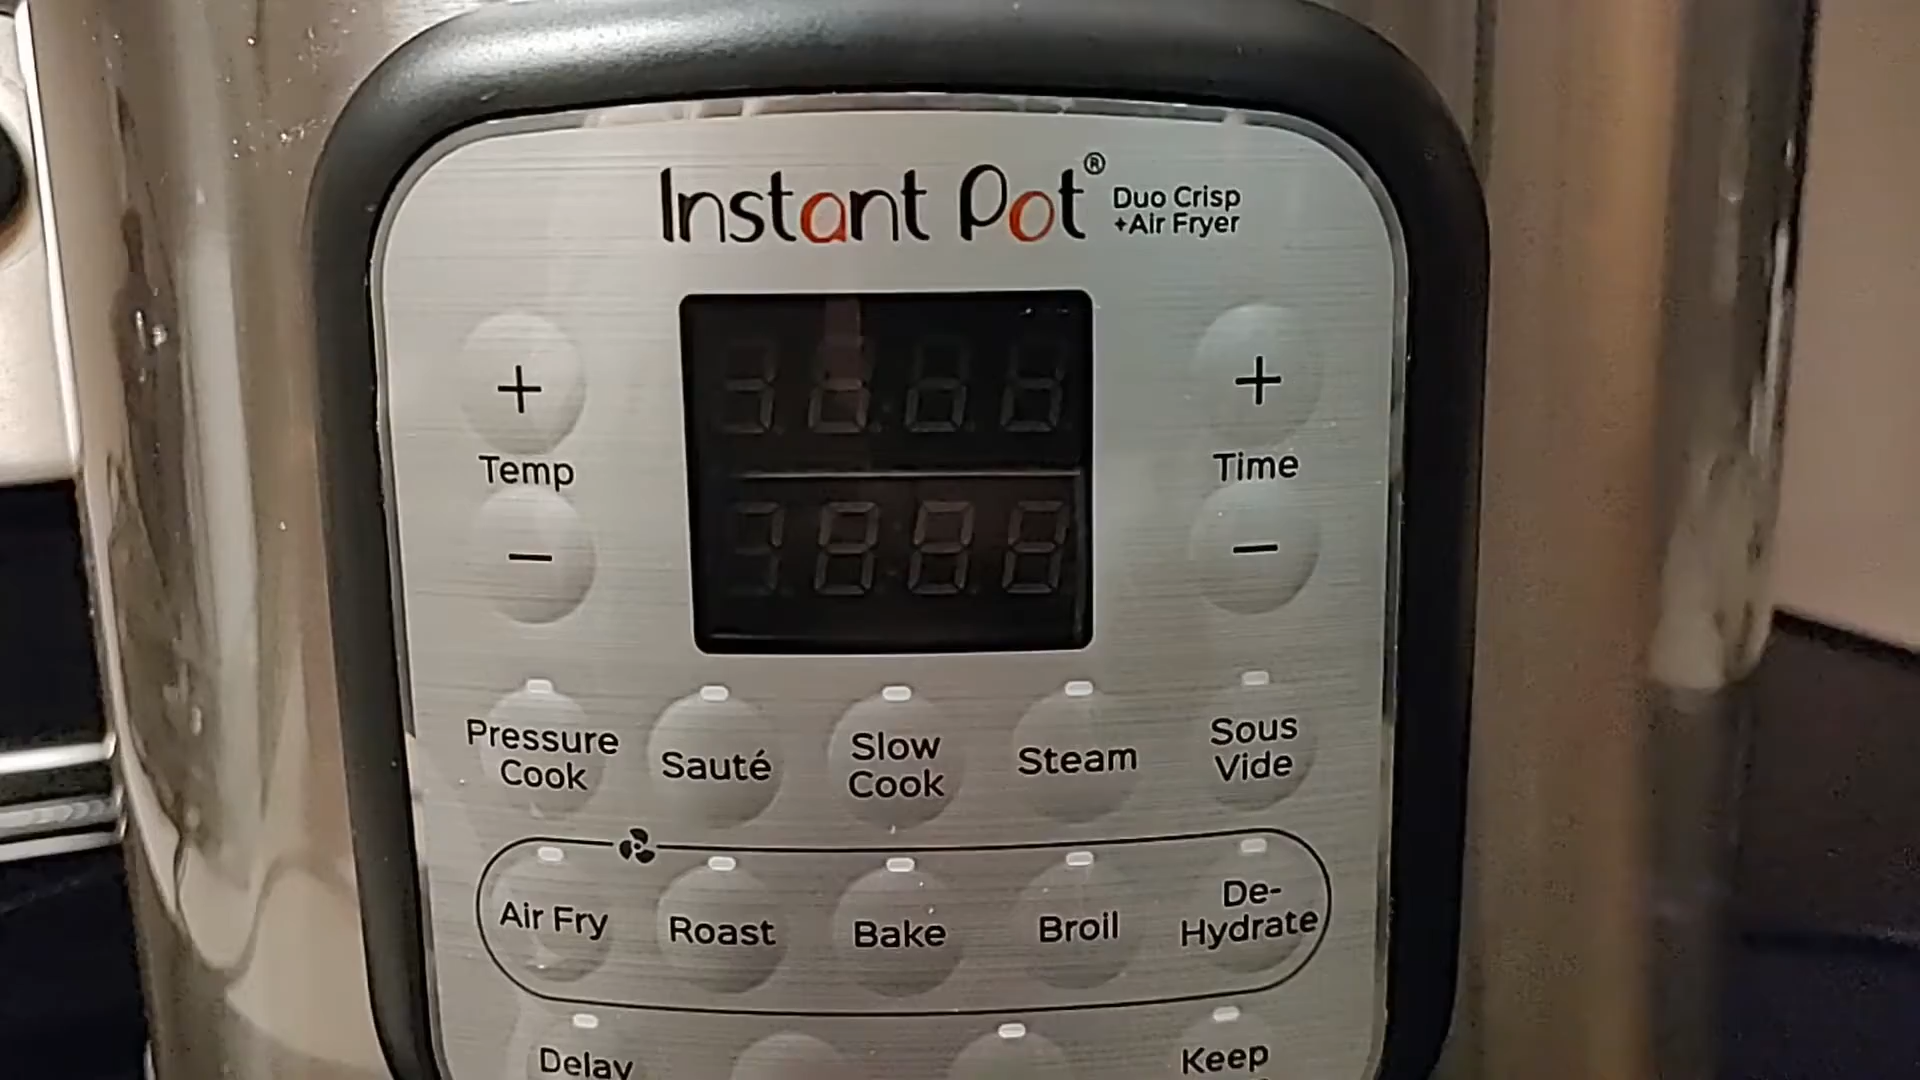 Instant Pot® Duo Crisp
+Air Fryer
+
+
Temp
Time
−
−
Pressure
Cook
Sauté
Slow
Cook
Steam
Sous
Vide
Air Fry
Roast
Bake
Broil
De-
Hydrate
Delay
Keep